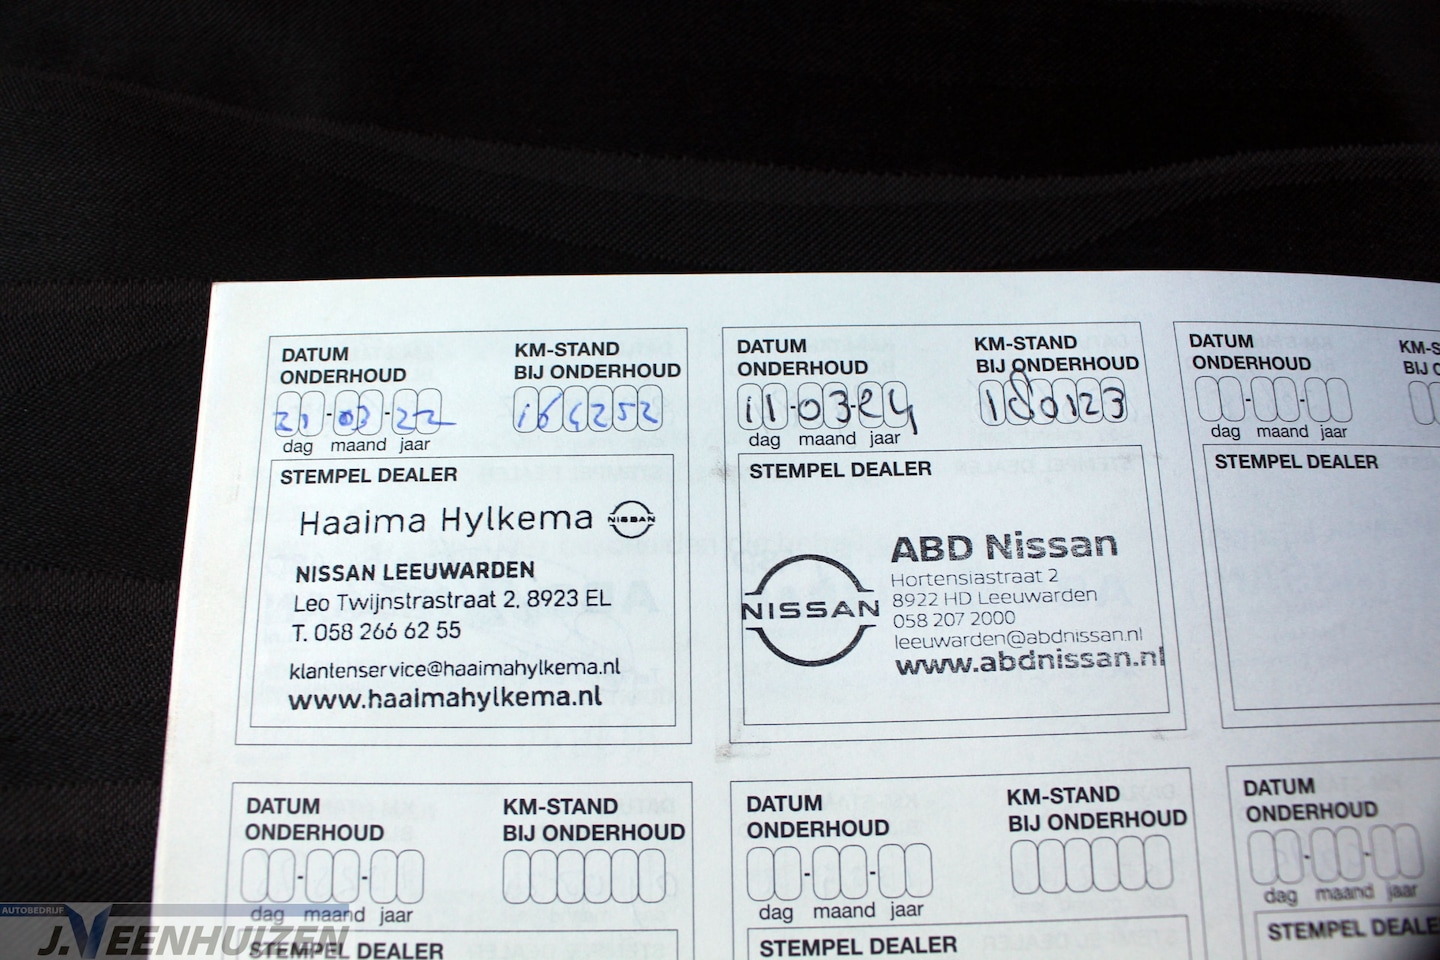 DATUM
ONDERHOUD
KM-STAND
BIJ ONDERHOUD
21-03-22
164252
dag maand jaar
STEMPEL DEALER
Haaima Hylkema NISSAN
NISSAN LEEUWARDEN
Leo Twijnstrastraat 2, 8923 EL
T. 058 266 62 55
klantenservice@haaimahylkema.nl
www.haaimahylkema.nl
DATUM
ONDERHOUD
KM-STAND
BIJ ONDERHOUD
11-03-24
180123
dag maand jaar
STEMPEL DEALER
NISSAN
ABD Nissan
Hortensiastraat 2
8922 HD Leeuwarden
058 207 2000
leeuwarden@abdnissan.nl
www.abdnissan.nl
DATUM
ONDERHOUD
KM-S
BIJ
dag maand jaar
STEMPEL DEALER
DATUM
ONDERHOUD
KM-STAND
BIJ ONDERHOUD
dag maand jaar
STEMPEL DEALER
DATUM
ONDERHOUD
KM-STAND
BIJ ONDERHOUD
dag maand jaar
STEMPEL DEALER
DATUM
ONDERHOUD
dag maand jaar
STEMPEL DEALER
AUTOBEDRIJF
J. VEENHUIZEN